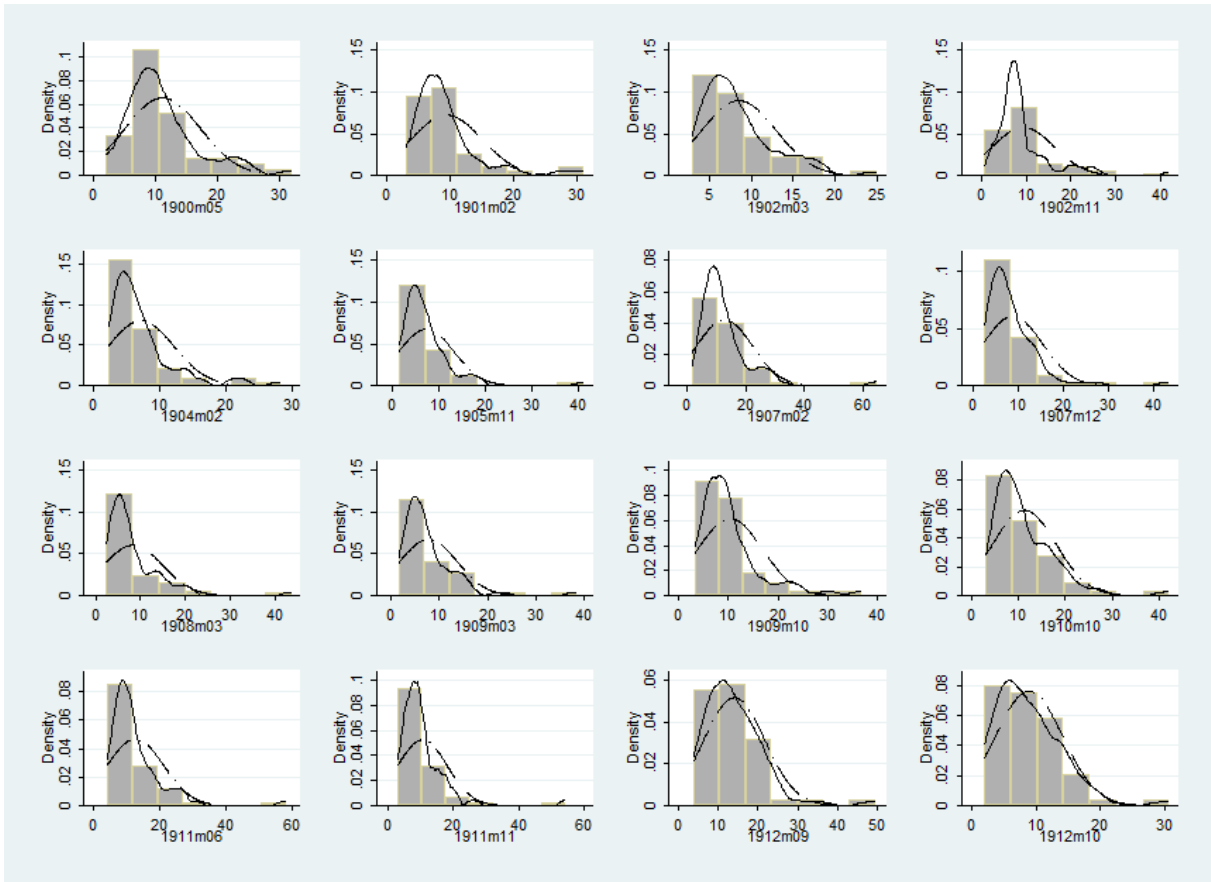 Density
0 .02 .04 .06 .08 .1
0 10 20 30
1900m05
Density
0 .05 .1 .15
0 10 20 30
1901m02
Density
0 .05 .1 .15
5 10 15 20 25
1902m03
Density
0 .05 .1 .15
0 10 20 30 40
1902m11
Density
0 .05 .1 .15
0 10 20 30
1904m02
Density
0 .05 .1 .15
0 10 20 30 40
1905m11
Density
0 .02 .04 .06 .08
0 20 40 60
1907m02
Density
0 .05 .1
0 10 20 30 40
1907m12
Density
0 .05 .1 .15
0 10 20 30 40
1908m03
Density
0 .05 .1 .15
0 10 20 30 40
1909m03
Density
0 .02 .04 .06 .08 .1
0 10 20 30 40
1909m10
Density
0 .02 .04 .06 .08
0 10 20 30 40
1910m10
Density
0 .02 .04 .06 .08
0 20 40 60
1911m06
Density
0 .02 .04 .06 .08 .1
0 20 40 60
1911m11
Density
0 .02 .04 .06
0 10 20 30 40 50
1912m09
Density
0 .02 .04 .06 .08
0 10 20 30
1912m10